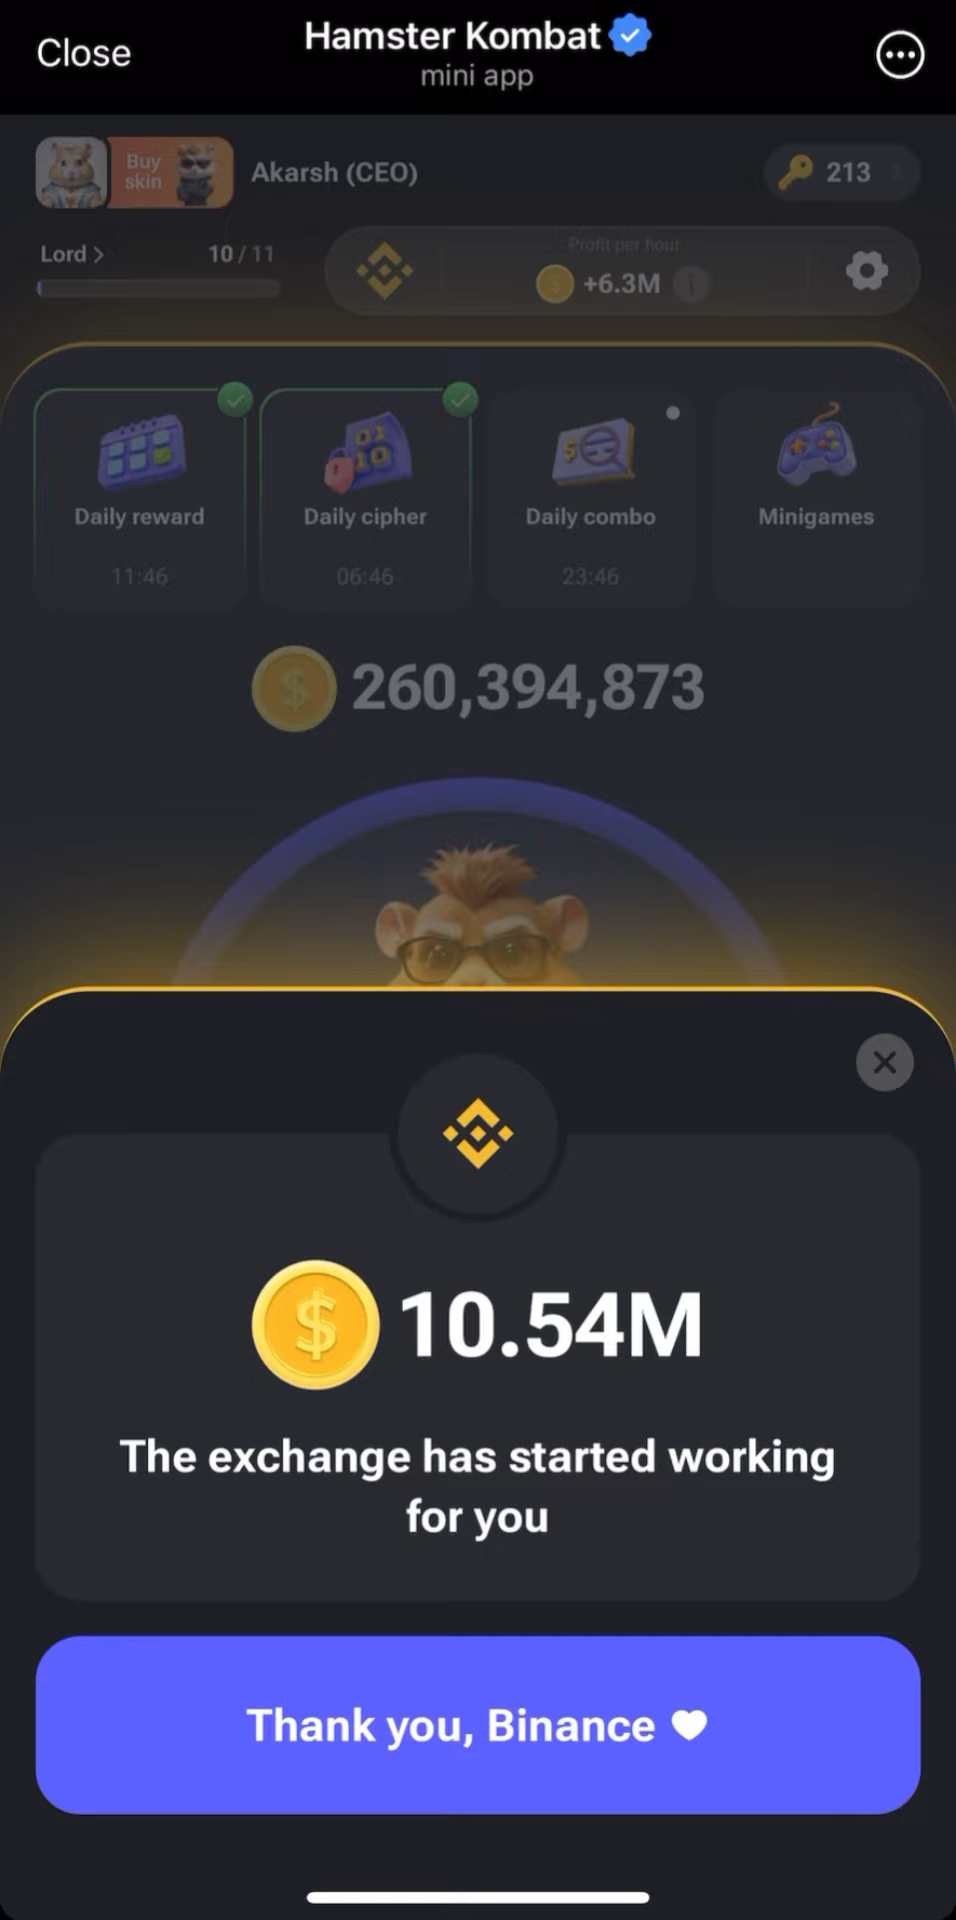 Close
Hamster Kombat
mini app
Buy
skin
Akarsh (CEO)
213
Lord >
10 / 11
Profit per hour
+6.3M
Daily reward
11:46
Daily cipher
06:46
Daily combo
23:46
Minigames
260,394,873
10.54M
The exchange has started working
for you
Thank you, Binance